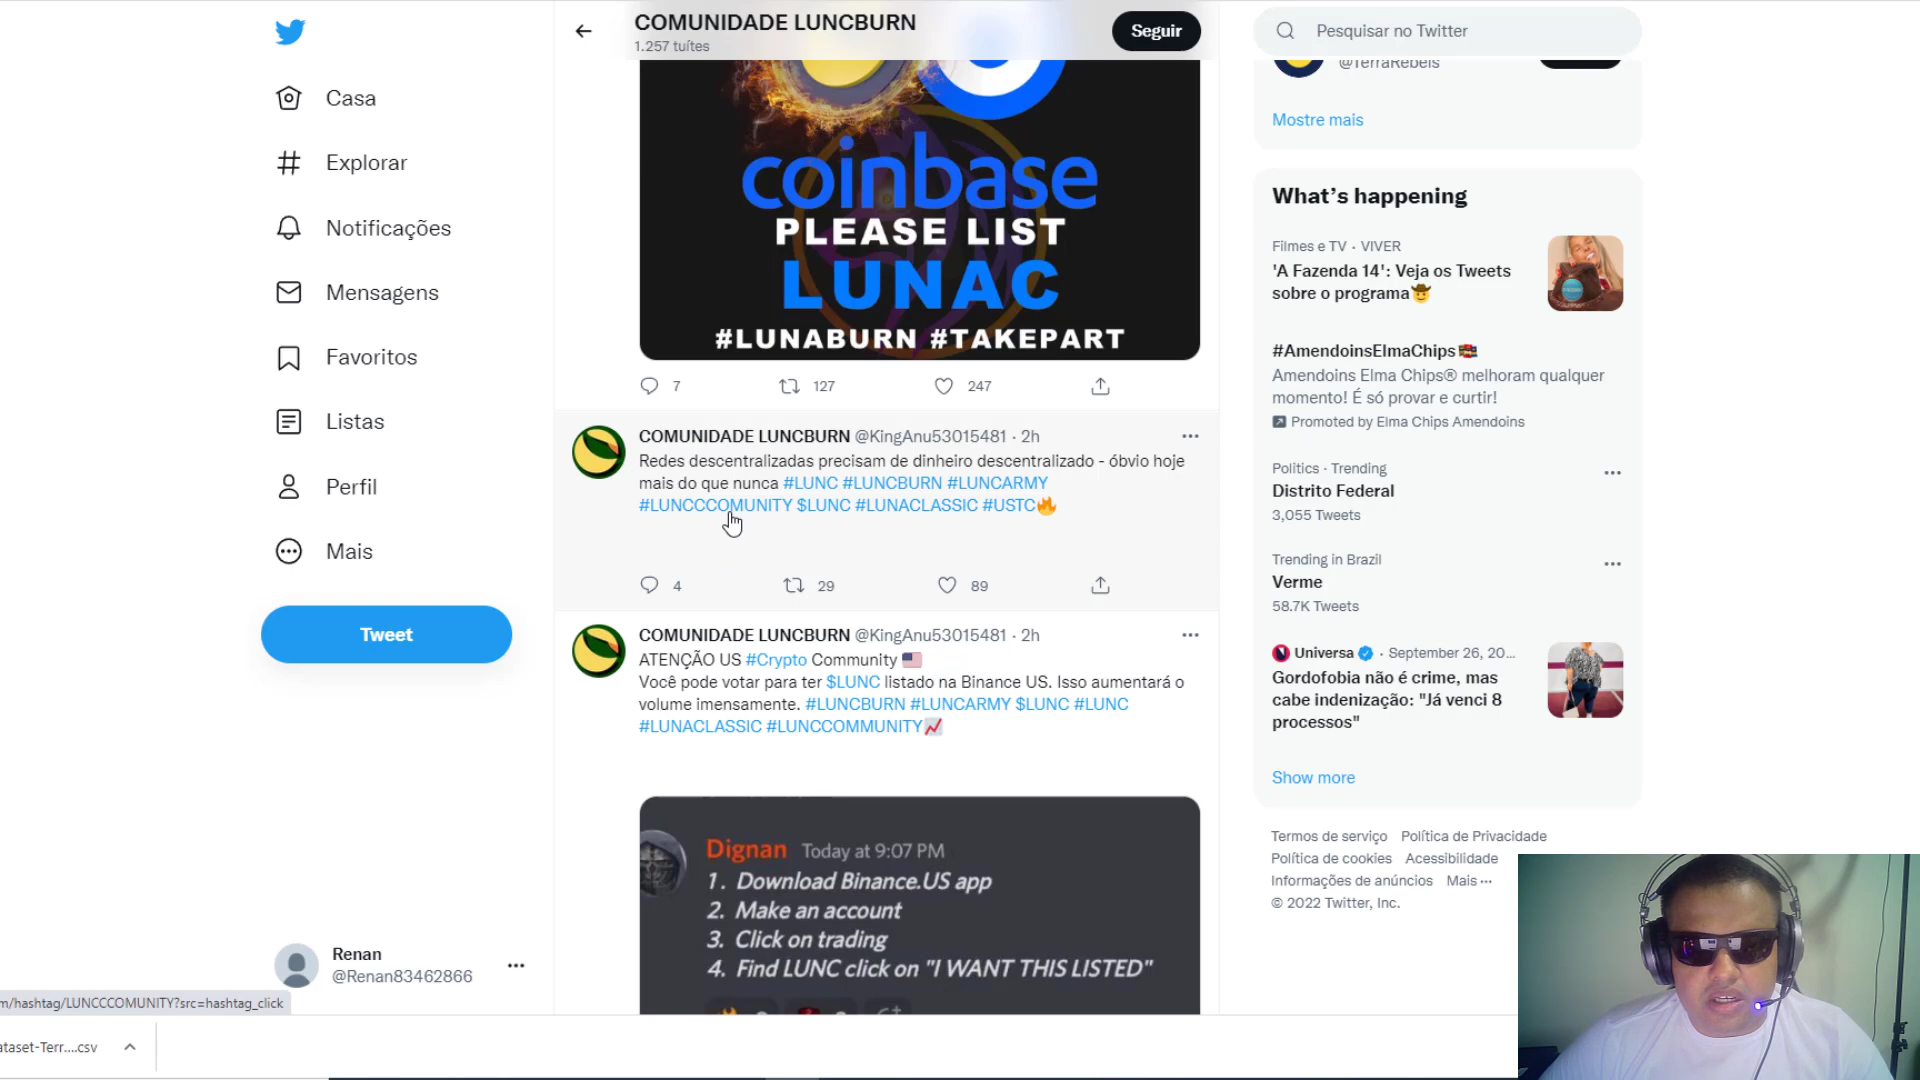 COMUNIDADE LUNCBURN
1.257 tuítes
Seguir
Casa
Explorar
Notificações
Mensagens
Favoritos
Listas
Perfil
Mais
Tweet
Renan
@Renan83462866
m/hashtag/LUNCCCOMUNITY?src=hashtag_click
ataset-Terr....csv
coinbase
PLEASE LIST
LUNAC
#LUNABURN #TAKEPART
7
127
247
COMUNIDADE LUNCBURN @KingAnu53015481 · 2h
Redes descentralizadas precisam de dinheiro descentralizado - óbvio hoje
mais do que nunca #LUNC #LUNCBURN #LUNCARMY
#LUNCCCOMUNITY $LUNC #LUNACLASSIC #USTC🔥
4
29
89
COMUNIDADE LUNCBURN @KingAnu53015481 · 2h
ATENÇÃO US #Crypto Community 🇺🇸
Você pode votar para ter $LUNC listado na Binance US. Isso aumentará o
volume imensamente. #LUNCBURN #LUNCARMY $LUNC #LUNC
#LUNACLASSIC #LUNCCOMMUNITY📈
Dignan Today at 9:07 PM
1. Download Binance.US app
2. Make an account
3. Click on trading
4. Find LUNC click on "I WANT THIS LISTED"
Pesquisar no Twitter
@TerraRebels
Mostre mais
What's happening
Filmes e TV · VIVER
'A Fazenda 14': Veja os Tweets
sobre o programa🤠
#AmendoinsElmaChips
Amendoins Elma Chips® melhoram qualquer
momento! É só provar e curtir!
Promoted by Elma Chips Amendoins
Politics · Trending
Distrito Federal
3,055 Tweets
Trending in Brazil
Verme
58.7K Tweets
Universa · September 26, 20...
Gordofobia não é crime, mas
cabe indenização: "Já venci 8
processos"
Show more
Termos de serviço Política de Privacidade
Política de cookies Acessibilidade
Informações de anúncios Mais ···
© 2022 Twitter, Inc.